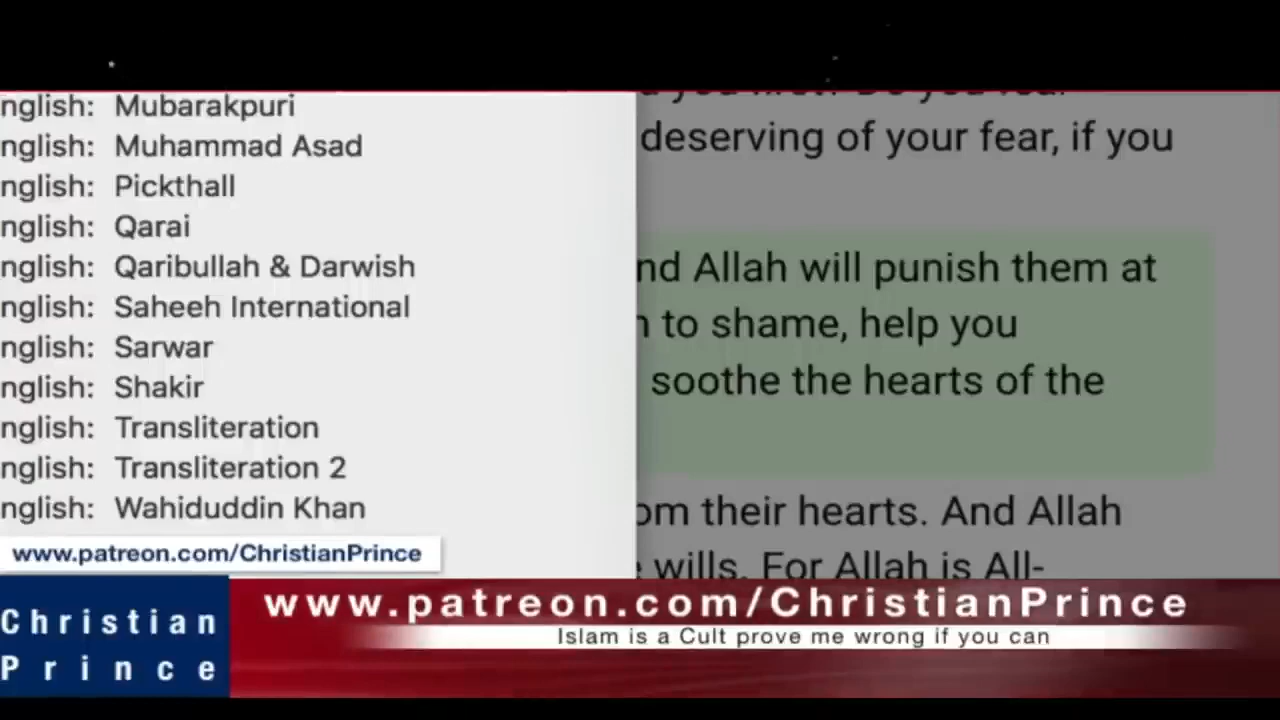 nglish: Mubarakpuri
nglish: Muhammad Asad
nglish: Pickthall
nglish: Qarai
nglish: Qaribullah & Darwish
nglish: Saheeh International
nglish: Sarwar
nglish: Shakir
nglish: Transliteration
nglish: Transliteration 2
nglish: Wahiduddin Khan
www.patreon.com/ChristianPrince
deserving of your fear, if you
nd Allah will punish them at
to shame, help you
soothe the hearts of the
om their hearts. And Allah
wills. For Allah is All-
Christian
Prince
www.patreon.com/ChristianPrince
Islam is a Cult prove me wrong if you can